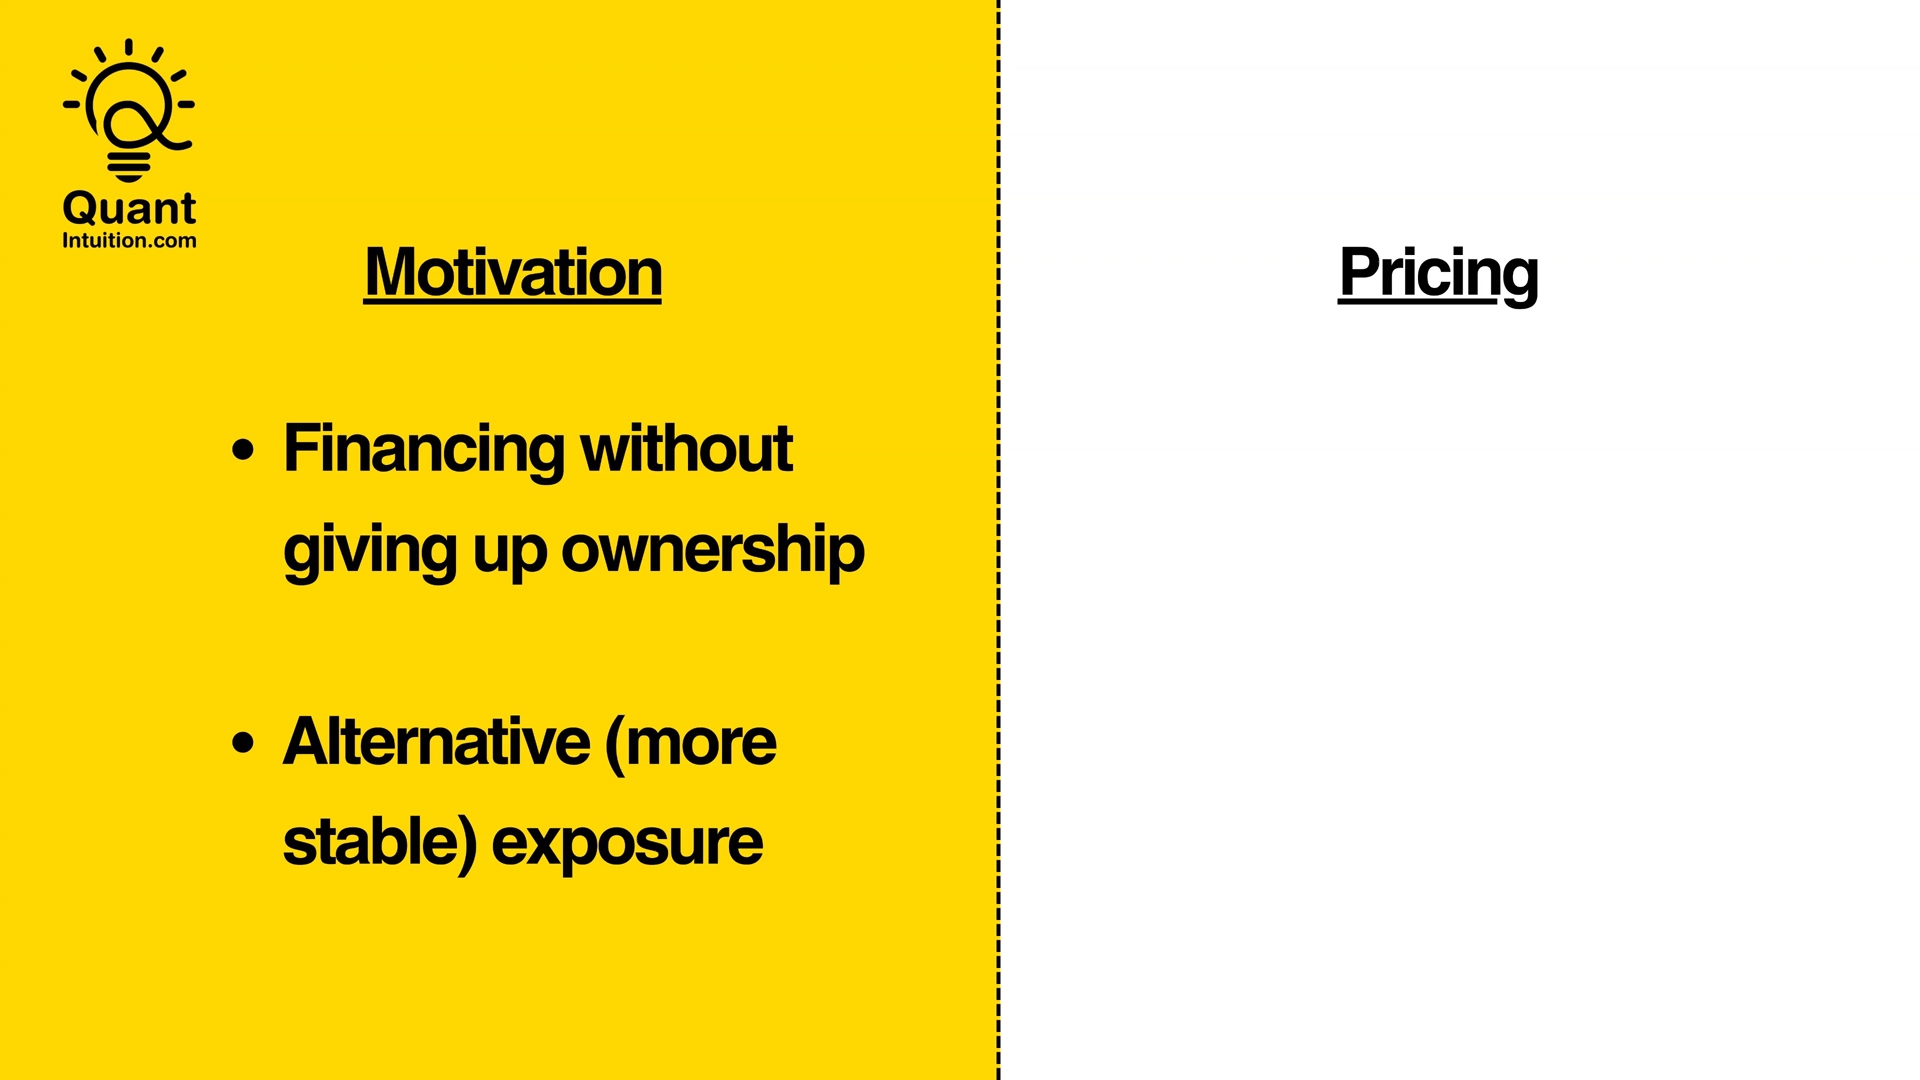 Quant
Intuition.com
Motivation
• Financing without
giving up ownership
• Alternative (more
stable) exposure
Pricing